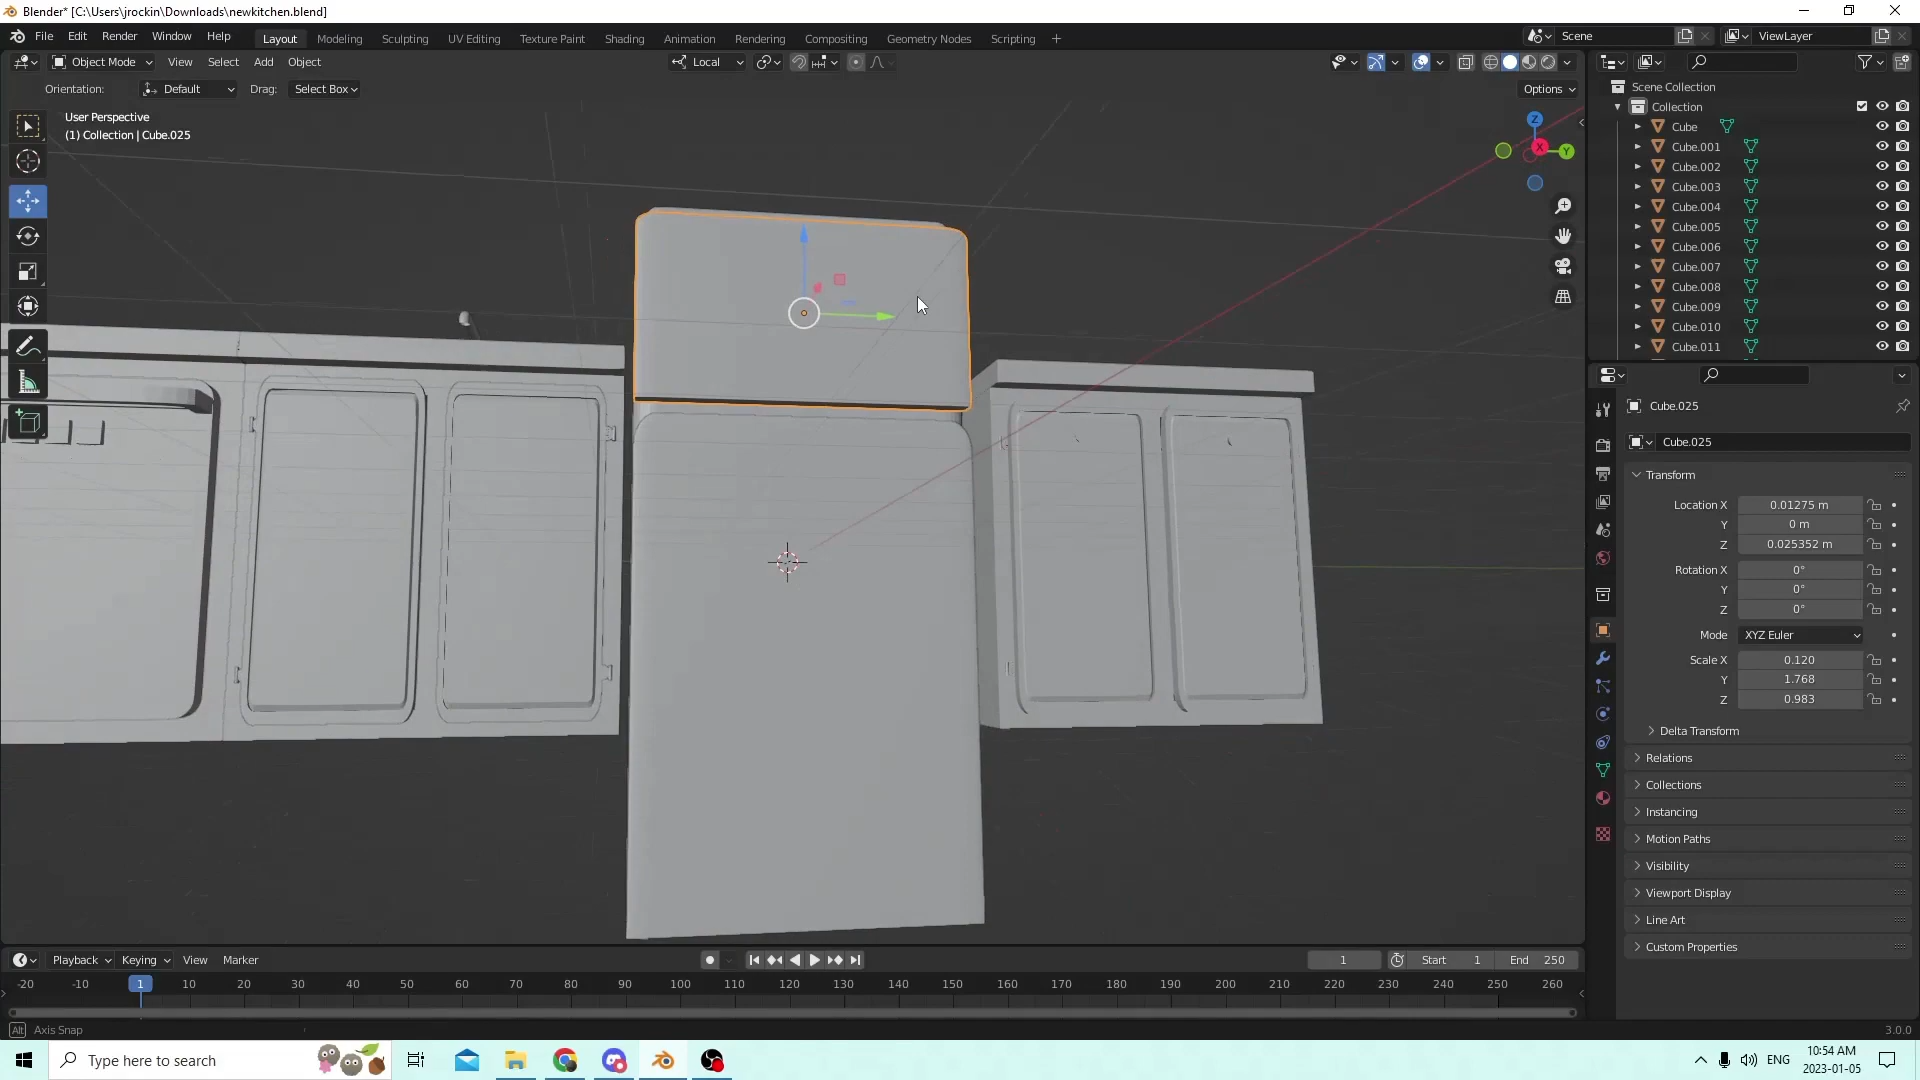 Blender* [C:\Users\jrockin\Downloads\newkitchen.blend]
File Edit Render Window Help
Layout Modeling Sculpting UV Editing Texture Paint Shading Animation Rendering Compositing Geometry Nodes Scripting +
Scene
ViewLayer
Object Mode View Select Add Object
Local
Orientation: Default Drag: Select Box
Options
User Perspective
(1) Collection | Cube.025
Z
X
Y
Scene Collection
Collection
Cube
Cube.001
Cube.002
Cube.003
Cube.004
Cube.005
Cube.006
Cube.007
Cube.008
Cube.009
Cube.010
Cube.011
Cube.025
Cube.025
Transform
Location X 0.01275 m
Y 0 m
Z 0.025352 m
Rotation X 0°
Y 0°
Z 0°
Mode XYZ Euler
Scale X 0.120
Y 1.768
Z 0.983
Delta Transform
Relations
Collections
Instancing
Motion Paths
Visibility
Viewport Display
Line Art
Custom Properties
Playback Keying View Marker
1
Start 1 End 250
-20 -10 1 10 20 30 40 50 60 70 80 90 100 110 120 130 140 150 160 170 180 190 200 210 220 230 240 250 260
Alt Axis Snap
3.0.0
Type here to search
ENG
10:54 AM
2023-01-05